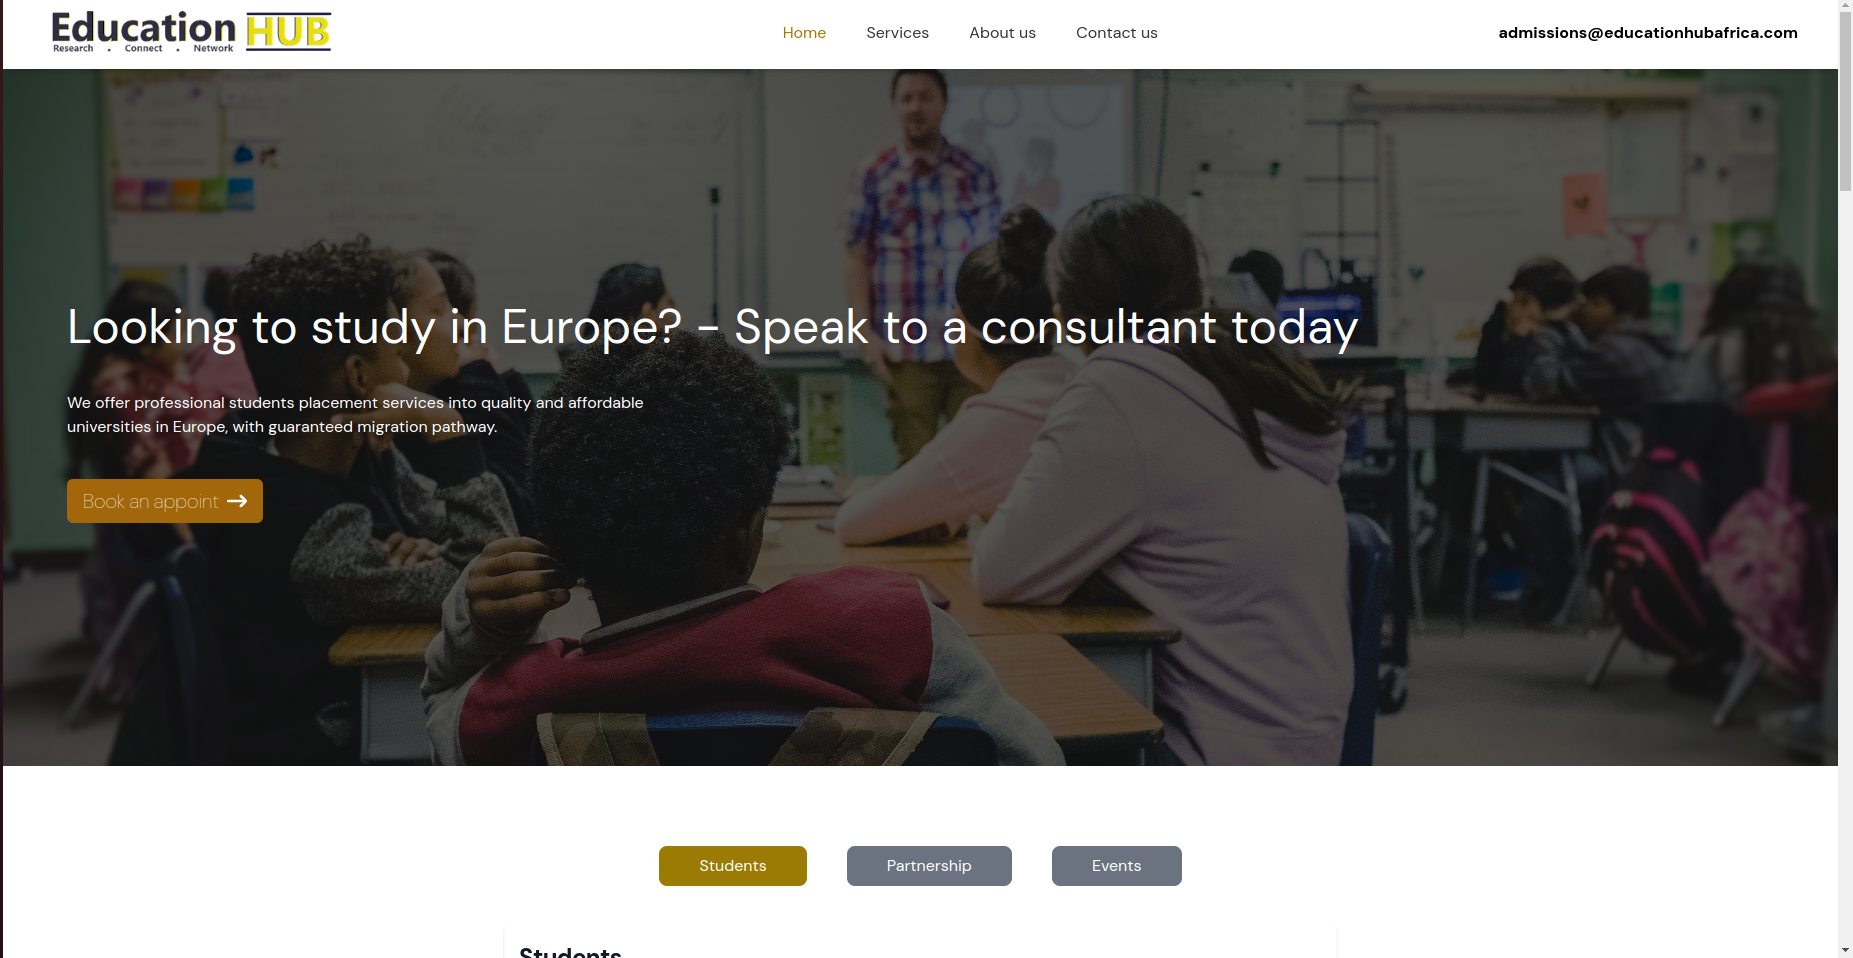 Education HUB
Research . Connect . Network
Home
Services
About us
Contact us
admissions@educationhubafrica.com
Looking to study in Europe? - Speak to a consultant today
We offer professional students placement services into quality and affordable
universities in Europe, with guaranteed migration pathway.
Book an appoint
Students
Partnership
Events
Students